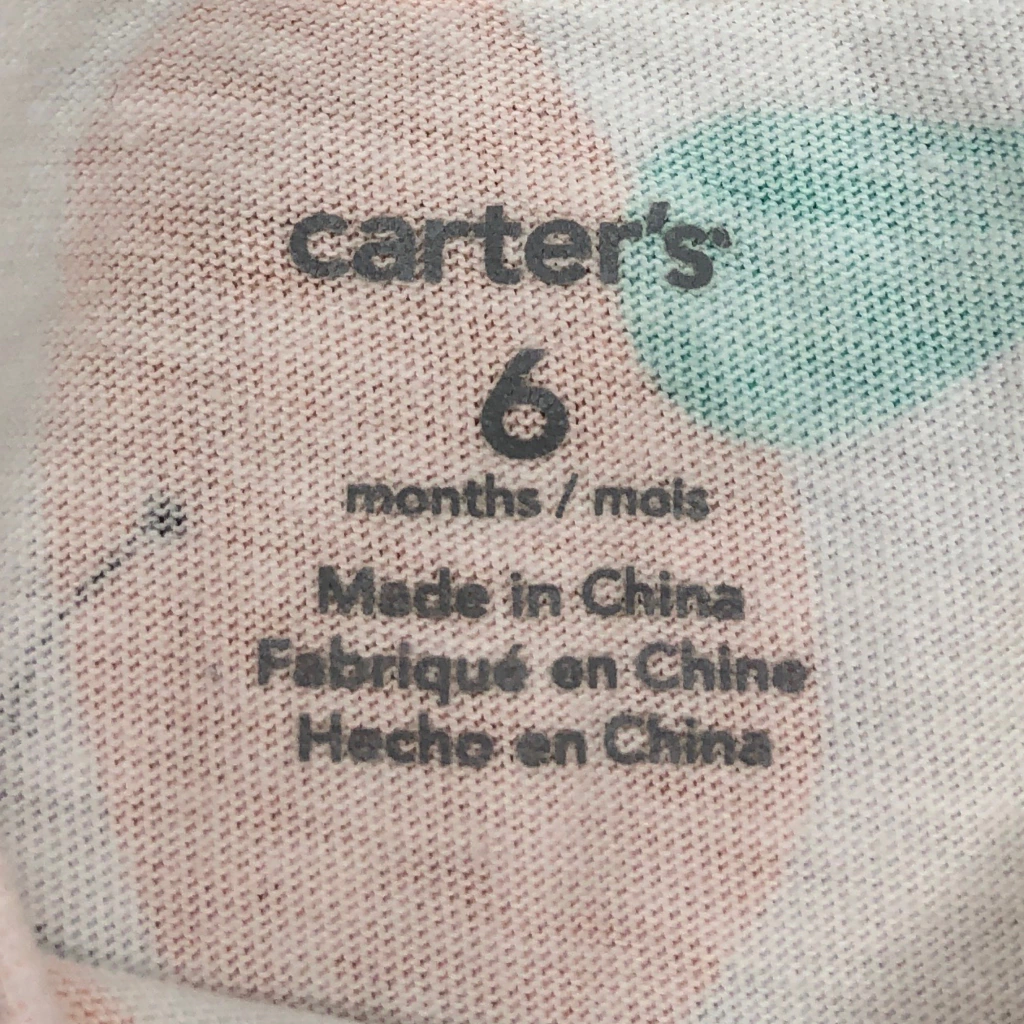 carter's
6
months / mois
Made in China
Fabriqué en Chine
Hecho en China